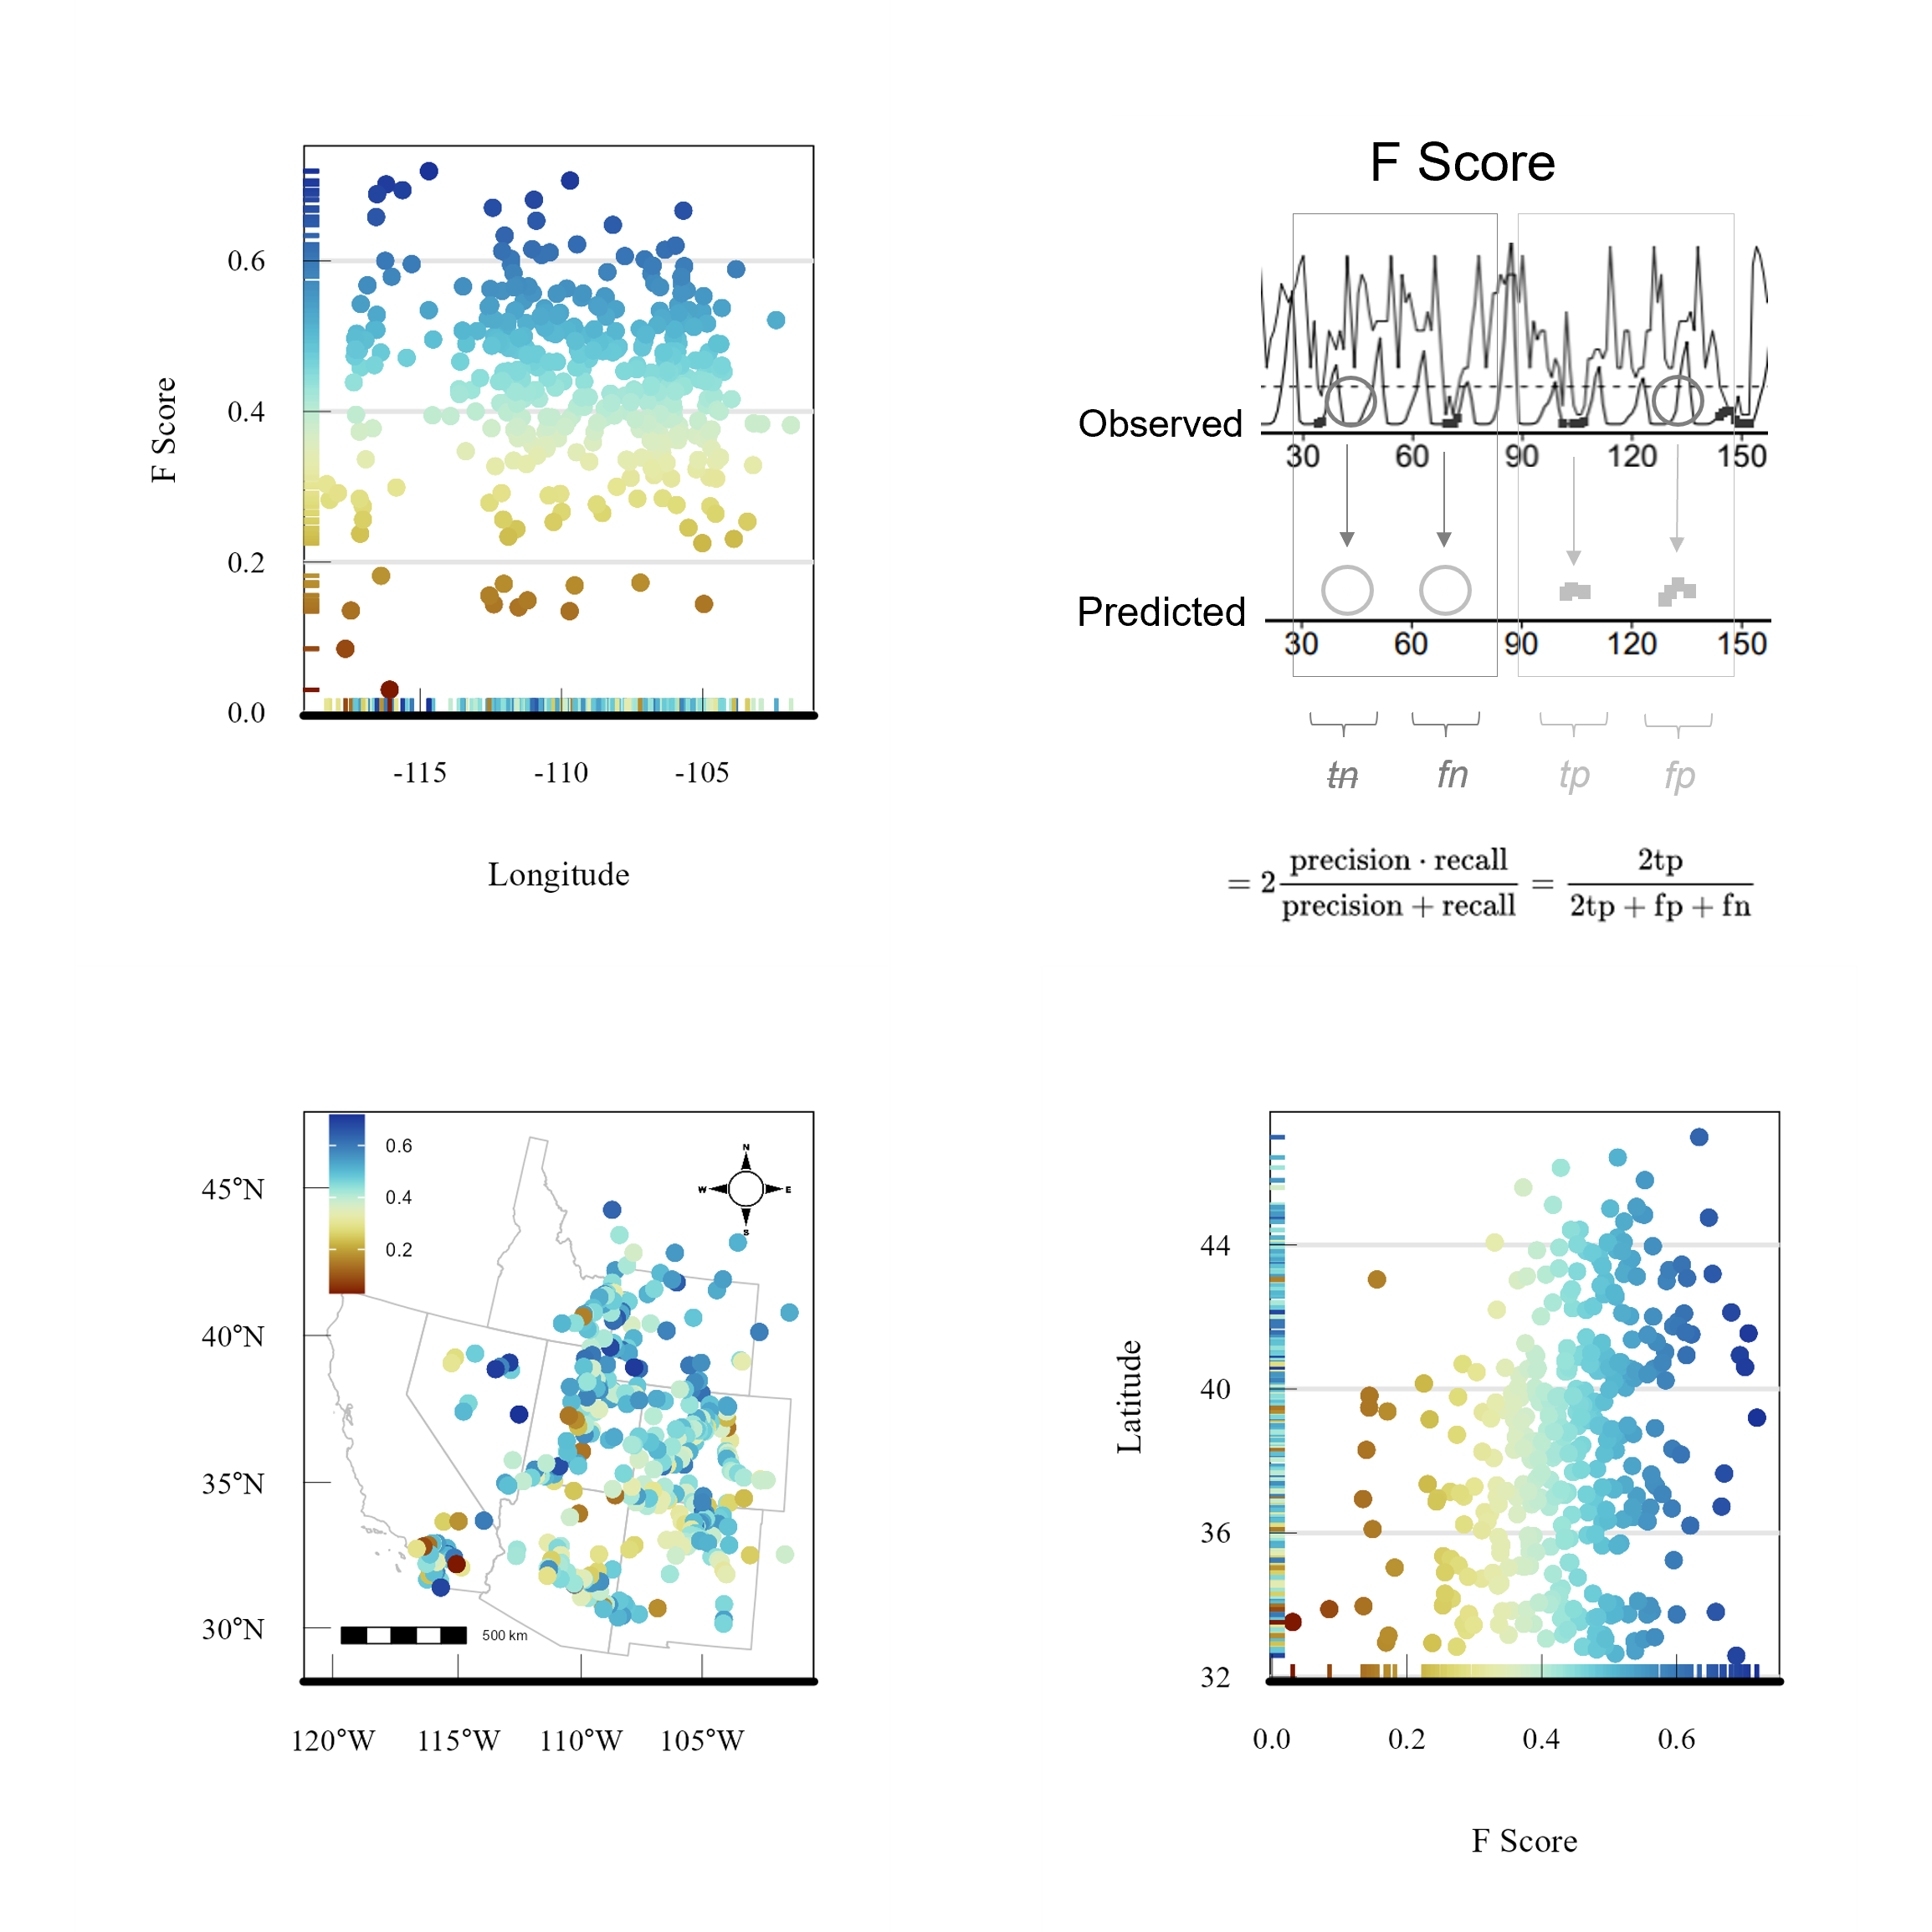 0.6
0.4
0.2
0.0
F Score
-115 -110 -105
Longitude
F Score
Observed
30 60 90 120 150
Predicted
30 60 90 120 150
tn fn tp fp
= 2 precision · recall / precision + recall = 2tp / 2tp + fp + fn
0.6
0.4
0.2
N
W E
S
45°N
40°N
35°N
30°N
500 km
120°W 115°W 110°W 105°W
44
40
36
32
Latitude
0.0 0.2 0.4 0.6
F Score